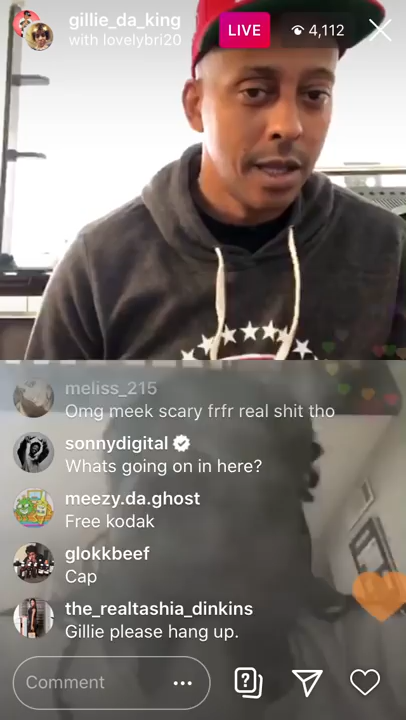 gillie_da_king
with lovelybri20
LIVE
4,112
meliss_215
Omg meek scary frfr real shit tho
sonnydigital
Whats going on in here?
meezy.da.ghost
Free kodak
glokkbeef
Cap
the_realtashia_dinkins
Gillie please hang up.
Comment